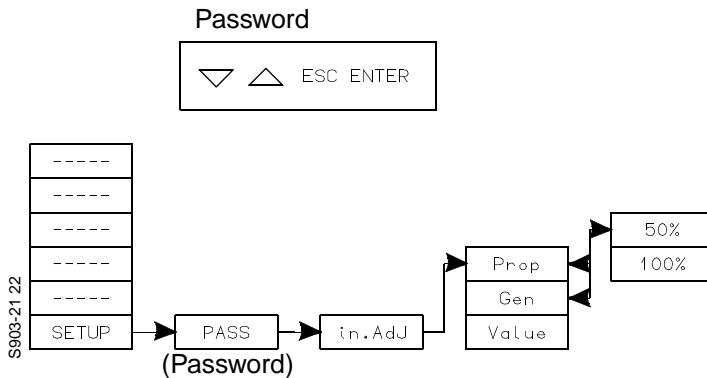 Password
ESC ENTER
-----
-----
-----
-----
-----
SETUP
PASS
(Password)
in.AdJ
Prop
Gen
Value
50%
100%
S903-21 22